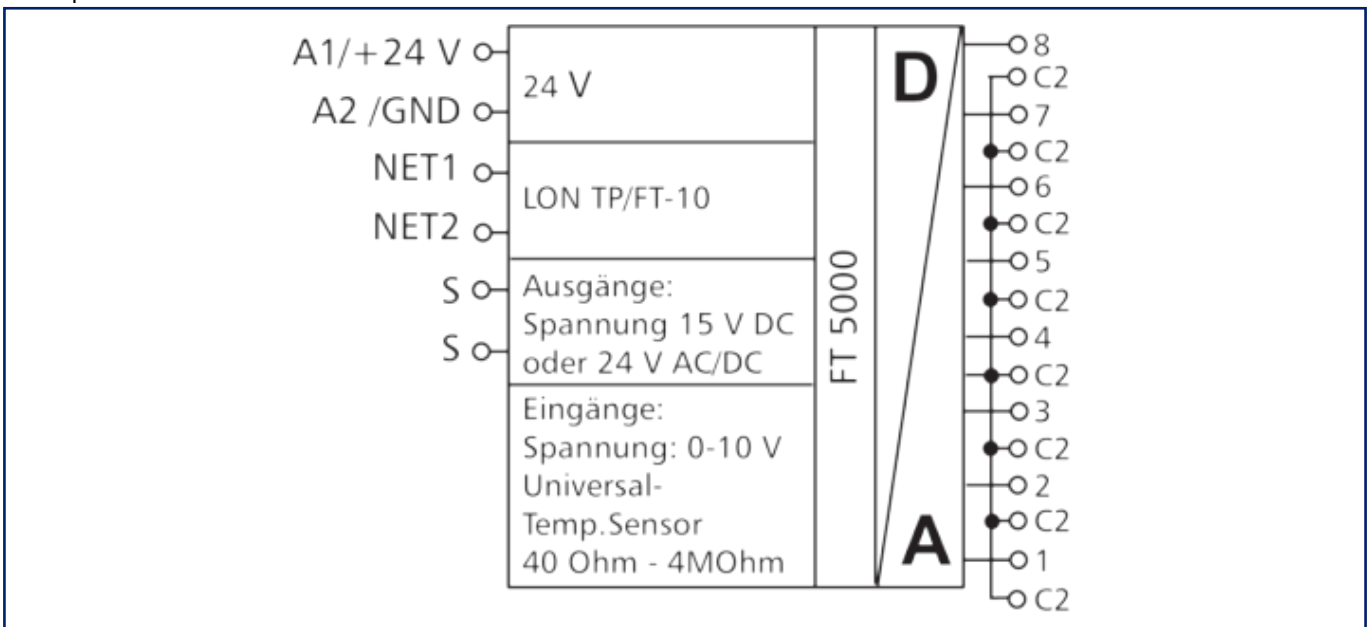 A1/+24 V
A2 /GND
NET1
NET2
S
S
24 V
LON TP/FT-10
Ausgänge:
Spannung 15 V DC
oder 24 V AC/DC
Eingänge:
Spannung: 0-10 V
Universal-
Temp.Sensor
40 Ohm - 4MOhm
FT 5000
D
A
8
C2
7
C2
6
C2
5
C2
4
C2
3
C2
2
C2
1
C2